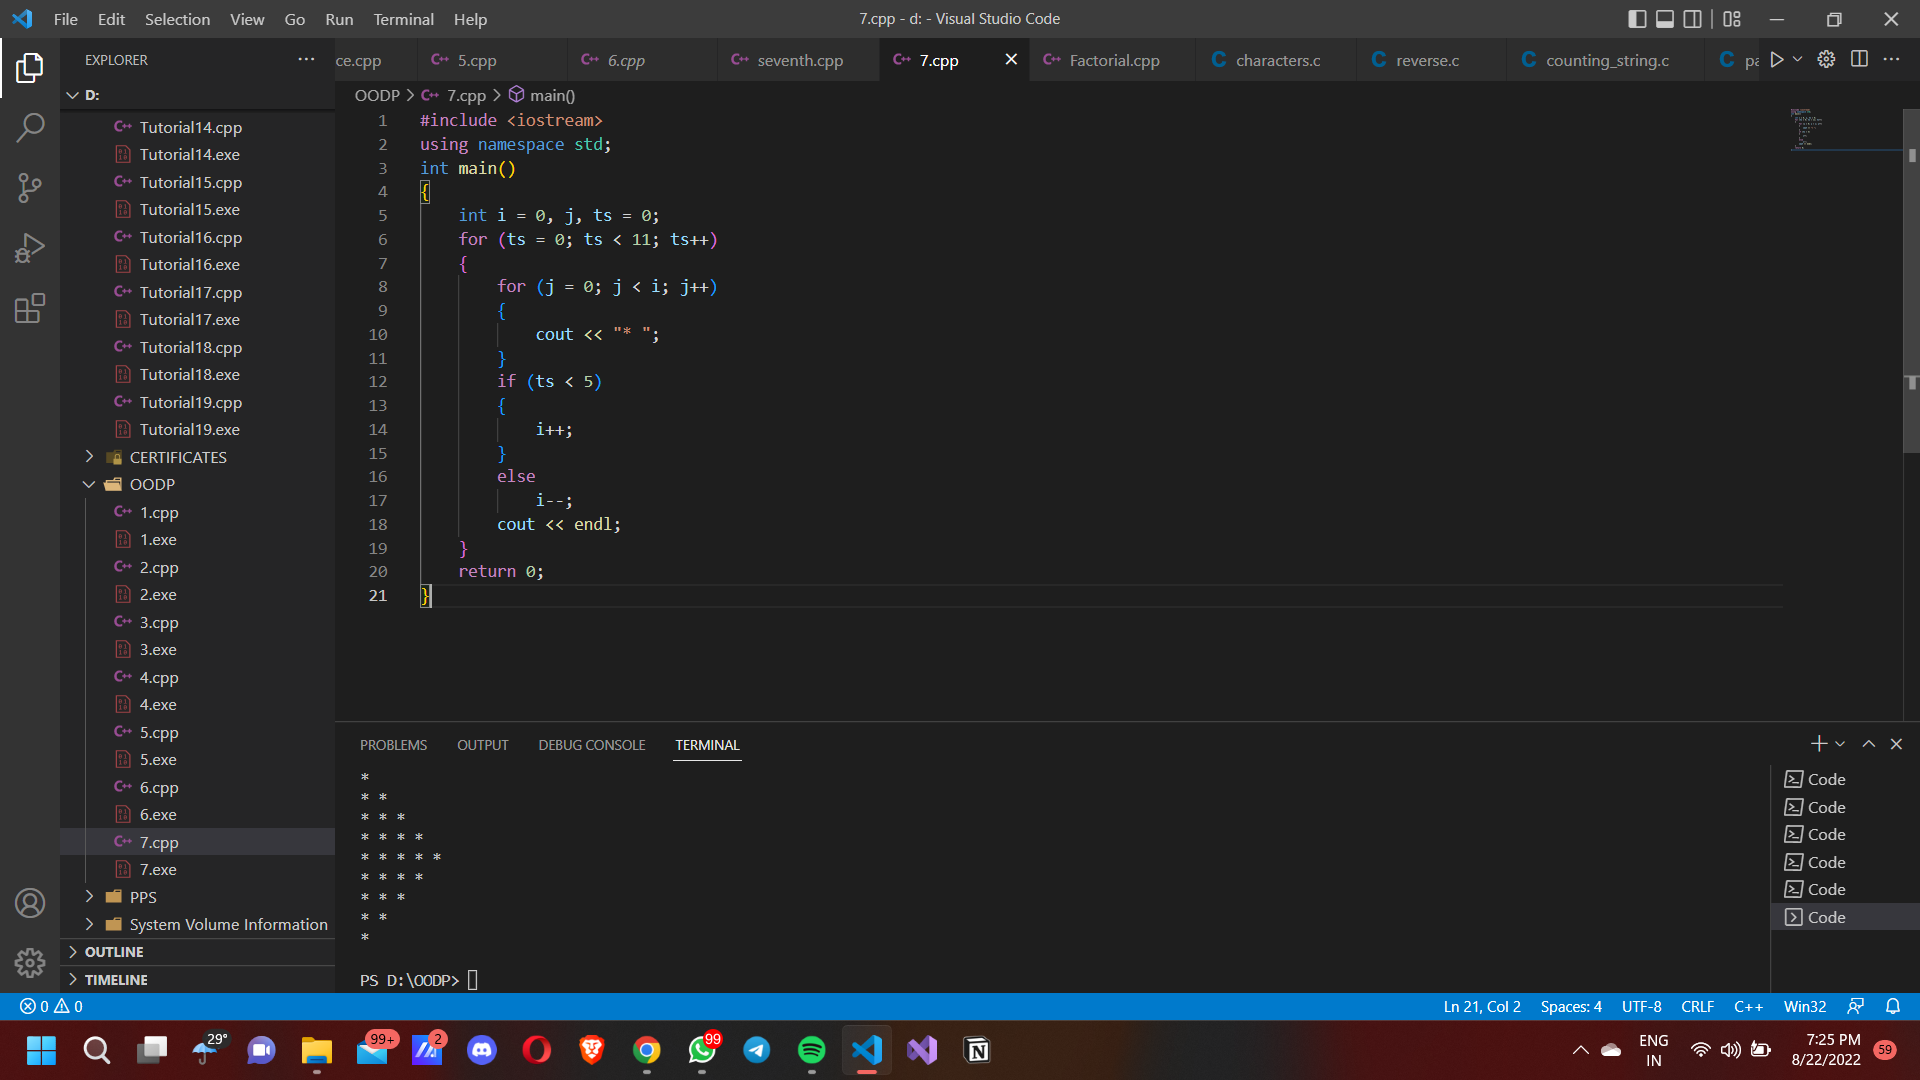 File Edit Selection View Go Run Terminal Help
7.cpp - d: - Visual Studio Code
EXPLORER
ce.cpp 5.cpp 6.cpp seventh.cpp 7.cpp Factorial.cpp characters.c reverse.c counting_string.c pa
D:
Tutorial14.cpp
Tutorial14.exe
Tutorial15.cpp
Tutorial15.exe
Tutorial16.cpp
Tutorial16.exe
Tutorial17.cpp
Tutorial17.exe
Tutorial18.cpp
Tutorial18.exe
Tutorial19.cpp
Tutorial19.exe
CERTIFICATES
OODP
1.cpp
1.exe
2.cpp
2.exe
3.cpp
3.exe
4.cpp
4.exe
5.cpp
5.exe
6.cpp
6.exe
7.cpp
7.exe
PPS
System Volume Information
OUTLINE
TIMELINE
OODP > 7.cpp > main()
1 #include <iostream>
2 using namespace std;
3 int main()
4 {
5 int i = 0, j, ts = 0;
6 for (ts = 0; ts < 11; ts++)
7 {
8 for (j = 0; j < i; j++)
9 {
10 cout << "* ";
11 }
12 if (ts < 5)
13 {
14 i++;
15 }
16 else
17 i--;
18 cout << endl;
19 }
20 return 0;
21 }
PROBLEMS OUTPUT DEBUG CONSOLE TERMINAL
*
* *
* * *
* * * *
* * * * *
* * * *
* * *
* *
*
PS D:\OODP>
Code
Code
Code
Code
Code
Code
0 0
Ln 21, Col 2 Spaces: 4 UTF-8 CRLF C++ Win32
29° 99+ 2 99
ENG
IN
7:25 PM
8/22/2022
59